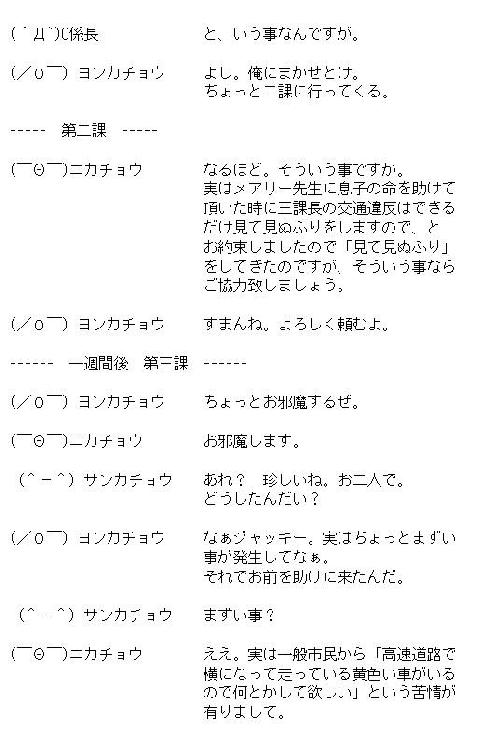 (´Д`)し係長　と、いう事なんですが。
(／０￣) ヨンカチョウ　よし。俺にまかせとけ。
ちょっと二課に行ってくる。
-----　第二課　-----
(￣Θ￣)ニカチョウ　なるほど。そういう事ですか。
実はメアリー先生に息子の命を助けて
頂いた時に三課長の交通違反はできる
だけ見て見ぬふりをしますので、と
お約束しましたので「見て見ぬふり」
をしてきたのですが、そういう事なら
ご協力致しましょう。
(／０￣) ヨンカチョウ　すまんね。よろしく頼むよ。
------　一週間後　第三課　------
(／０￣) ヨンカチョウ　ちょっとお邪魔するぜ。
(￣Θ￣)ニカチョウ　お邪魔します。
(＾－＾) サンカチョウ　あれ？　珍しいね。お二人で。
どうしたんだい？
(／０￣) ヨンカチョウ　なぁジャッキー。実はちょっとまずい
事が発生してなぁ。
それでお前を助けに来たんだ。
(＾－＾) サンカチョウ　まずい事？
(￣Θ￣)ニカチョウ　ええ。実は一般市民から「高速道路で
横になって走っている黄色い車がいる
ので何とかして欲しい」という苦情が
有りまして。